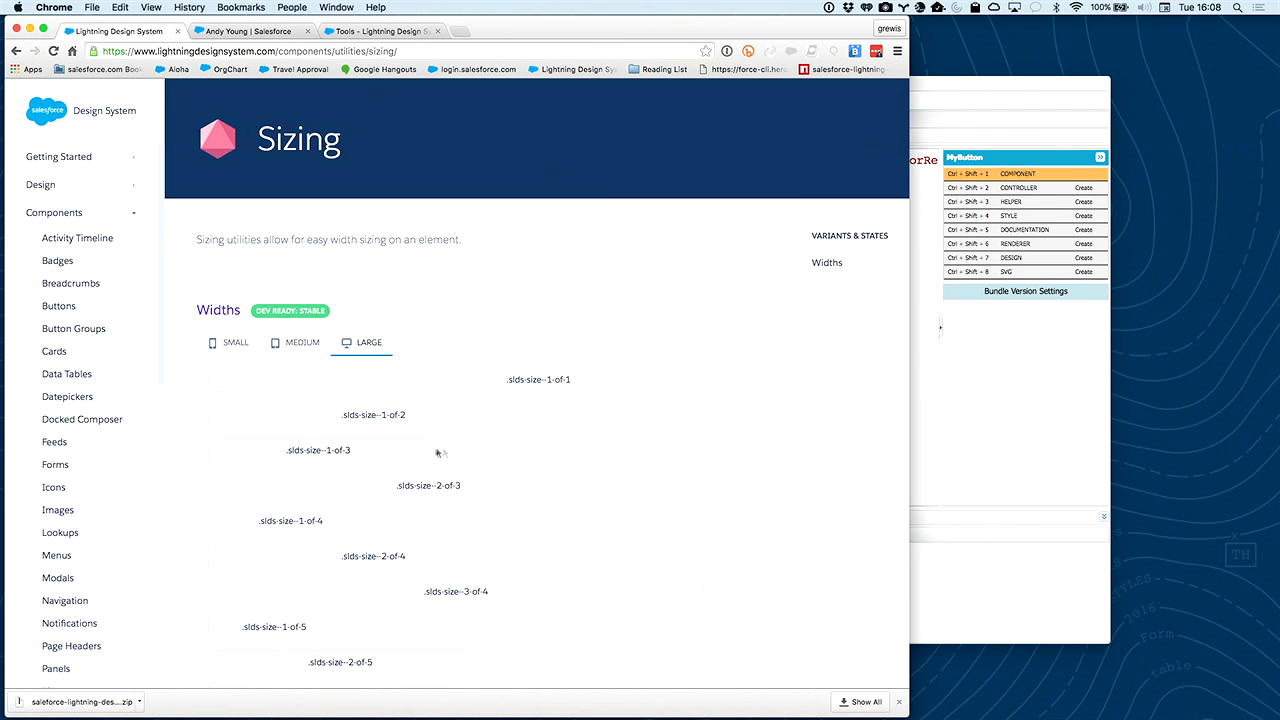 Chrome File Edit View History Bookmarks People Window Help 100% Tue 16:08
Lightning Design System × Andy Young | Salesforce × Tools - Lightning Design Sy × grewis
https://www.lightningdesignsystem.com/components/utilities/sizing/
Apps salesforce.com Book Aloha OrgChart Travel Approval Google Hangouts login.salesforce.com Lightning Design Sys Reading List https://force-cli.hero salesforce-lightning-
salesforce Design System
Sizing
Getting Started
Design
Components
Activity Timeline
Badges
Breadcrumbs
Buttons
Button Groups
Cards
Data Tables
Datepickers
Docked Composer
Feeds
Forms
Icons
Images
Lookups
Menus
Modals
Navigation
Notifications
Page Headers
Panels
Sizing utilities allow for easy width sizing on an element.
VARIANTS & STATES
Widths
Widths DEV READY: STABLE
SMALL MEDIUM LARGE
.slds-size--1-of-1
.slds-size--1-of-2
.slds-size--1-of-3
.slds-size--2-of-3
.slds-size--1-of-4
.slds-size--2-of-4
.slds-size--3-of-4
.slds-size--1-of-5
.slds-size--2-of-5
orRe
MyButton
Ctrl + Shift + 1 COMPONENT
Ctrl + Shift + 2 CONTROLLER Create
Ctrl + Shift + 3 HELPER Create
Ctrl + Shift + 4 STYLE Create
Ctrl + Shift + 5 DOCUMENTATION Create
Ctrl + Shift + 6 RENDERER Create
Ctrl + Shift + 7 DESIGN Create
Ctrl + Shift + 8 SVG Create
Bundle Version Settings
TH
STYLES
2016
Form
table
saleforce-lightning-des....zip
Show All ×